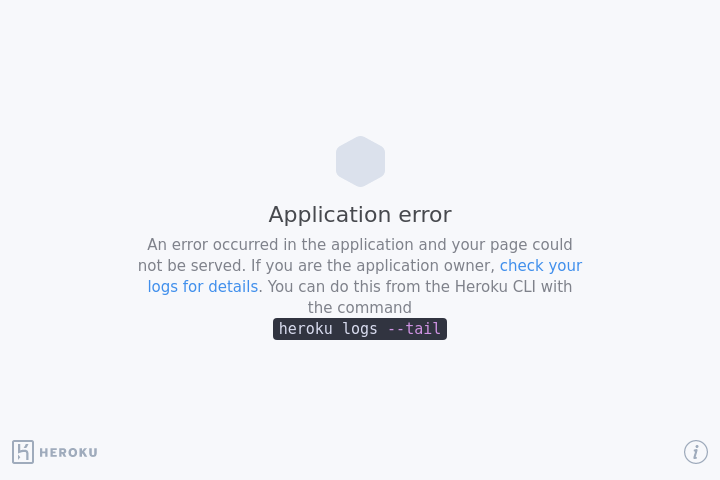 Application error
An error occurred in the application and your page could
not be served. If you are the application owner, check your
logs for details. You can do this from the Heroku CLI with
the command
heroku logs --tail
HEROKU
i